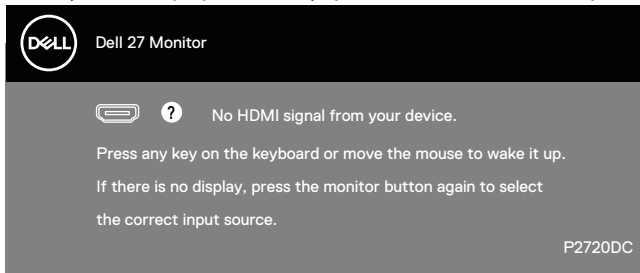 DELL
Dell 27 Monitor
? No HDMI signal from your device.
Press any key on the keyboard or move the mouse to wake it up.
If there is no display, press the monitor button again to select
the correct input source.
P2720DC